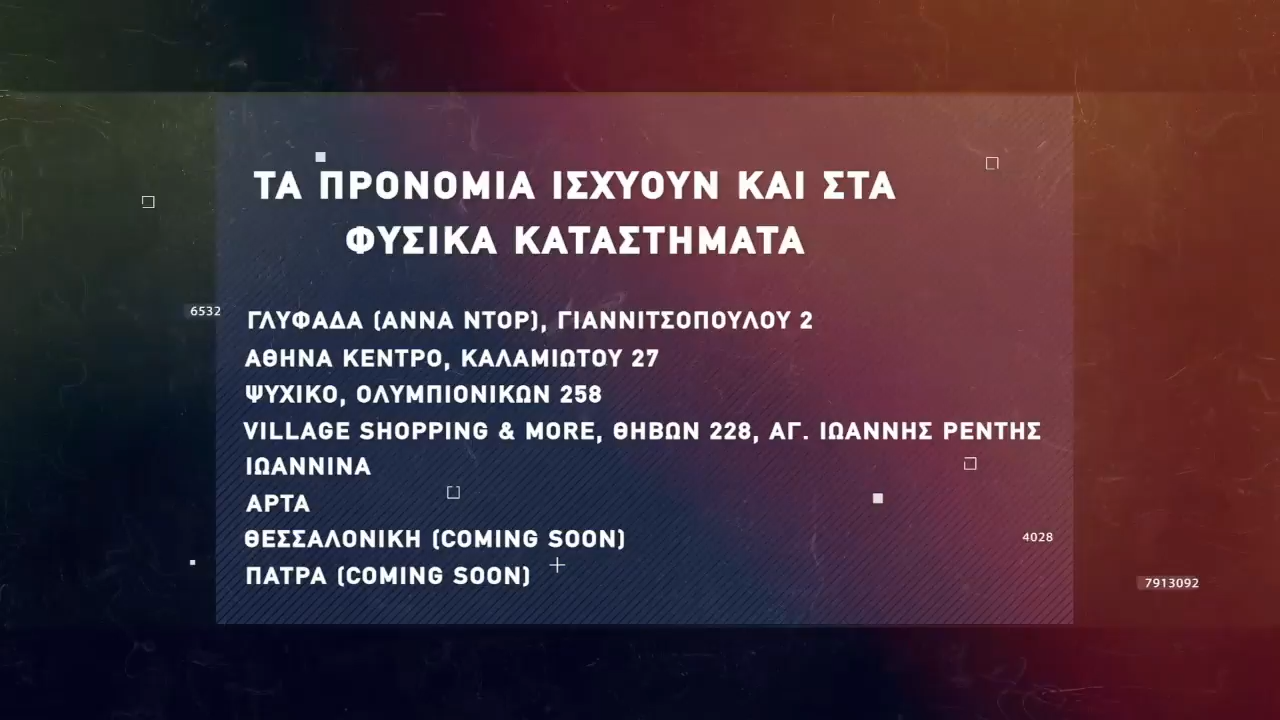 ΤΑ ΠΡΟΝΟΜΙΑ ΙΣΧΥΟΥΝ ΚΑΙ ΣΤΑ
ΦΥΣΙΚΑ ΚΑΤΑΣΤΗΜΑΤΑ
6532
ΓΛΥΦΑΔΑ (ΑΝΝΑ ΝΤΟΡ), ΓΙΑΝΝΙΤΣΟΠΟΥΛΟΥ 2
ΑΘΗΝΑ ΚΕΝΤΡΟ, ΚΑΛΑΜΙΩΤΟΥ 27
ΨΥΧΙΚΟ, ΟΛΥΜΠΙΟΝΙΚΩΝ 258
VILLAGE SHOPPING & MORE, ΘΗΒΩΝ 228, ΑΓ. ΙΩΑΝΝΗΣ ΡΕΝΤΗΣ
ΙΩΑΝΝΙΝΑ
ΑΡΤΑ
ΘΕΣΣΑΛΟΝΙΚΗ (COMING SOON)
4028
ΠΑΤΡΑ (COMING SOON)
7913092